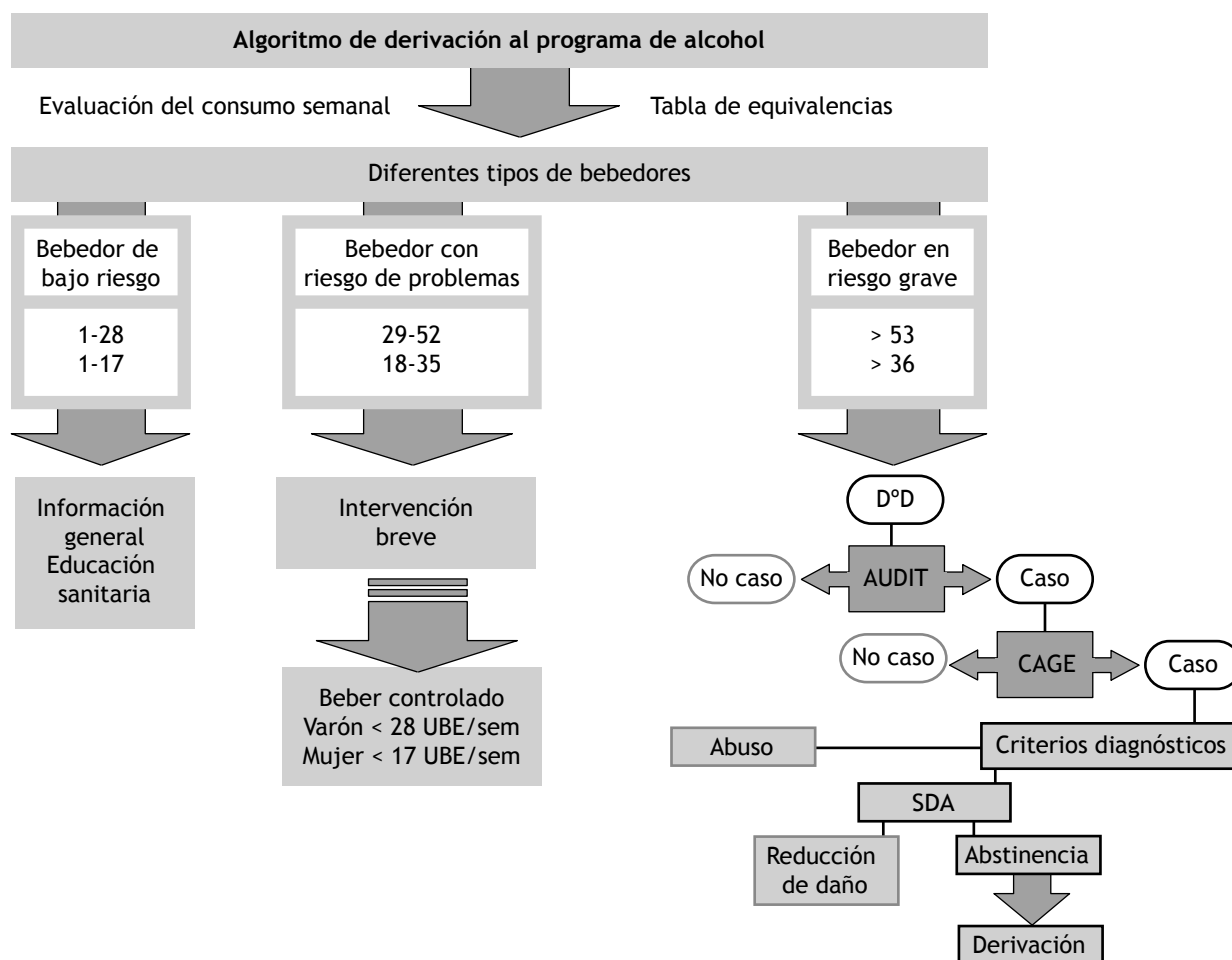 Algoritmo de derivación al programa de alcohol
Evaluación del consumo semanal
Tabla de equivalencias
Diferentes tipos de bebedores
Bebedor de
bajo riesgo
1-28
1-17
Información
general
Educación
sanitaria
Bebedor con
riesgo de problemas
29-52
18-35
Intervención
breve
Beber controlado
Varón < 28 UBE/sem
Mujer < 17 UBE/sem
Bebedor en
riesgo grave
> 53
> 36
DºD
No caso
AUDIT
Caso
No caso
CAGE
Caso
Abuso
Criterios diagnósticos
SDA
Reducción
de daño
Abstinencia
Derivación